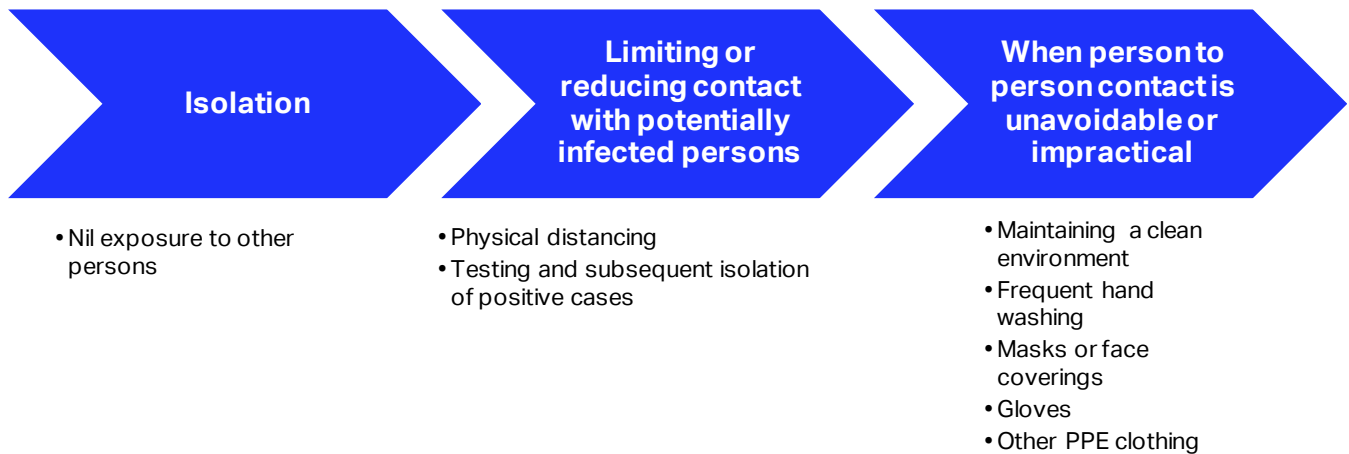 Isolation
Limiting or
reducing contact
with potentially
infected persons
When person to
person contact is
unavoidable or
impractical
• Nil exposure to other
persons
• Physical distancing
• Testing and subsequent isolation
of positive cases
• Maintaining a clean
environment
• Frequent hand
washing
• Masks or face
coverings
• Gloves
• Other PPE clothing